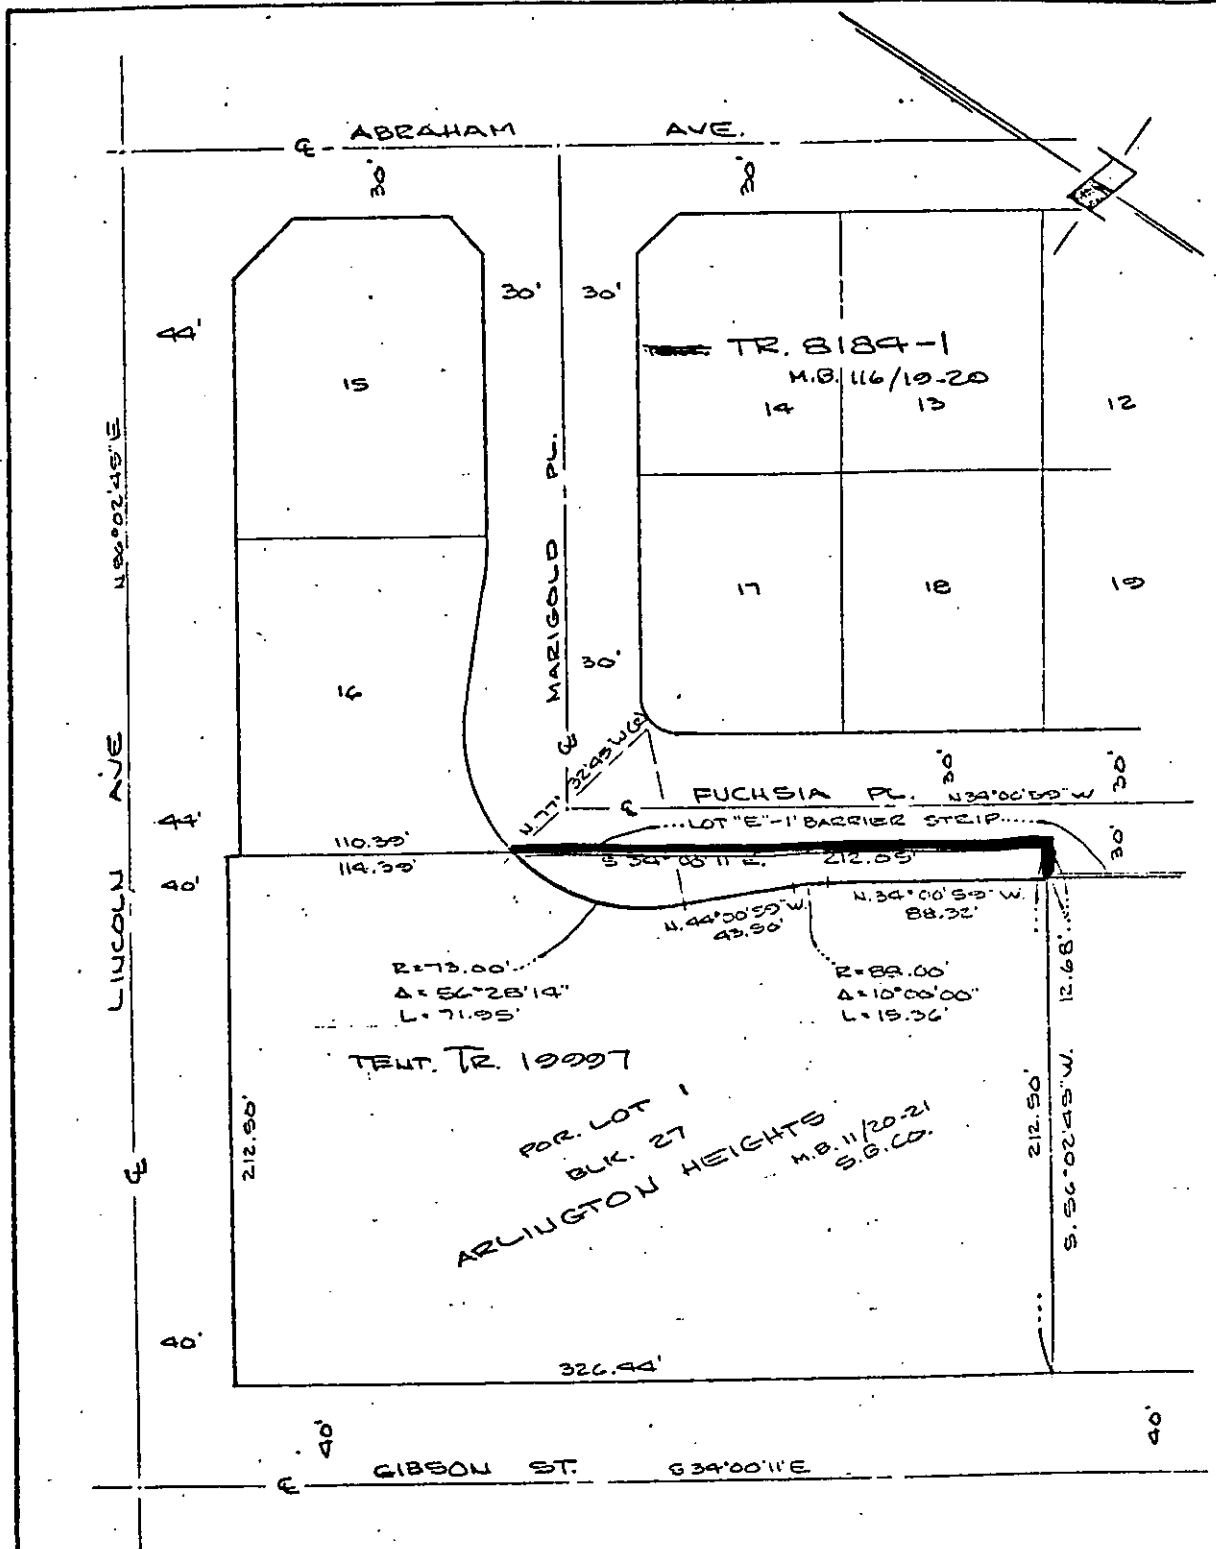 ℄ ABRAHAM AVE.
30'
30'
44'
30'
30'
TR. 8184-1
M.B. 116/19-20
15
14
13
12
N56°02'45"E
MARIGOLD PL.
17
18
19
16
30'
℄
N.77° 32'45"W(R)
30'
30'
℄ FUCHSIA PL. N34°00'59"W
LOT "E"-1' BARRIER STRIP
LINCOLN AVE
44'
110.39'
114.39'
40'
S 34°00'11"E. 212.05'
30'
N.44°00'59"W.
43.50'
N.34°00'59"W.
88.32'
R=73.00'
Δ=56°28'14"
L=71.95'
R=88.00'
Δ=10°00'00"
L=15.36'
12.68'
TENT. TR. 19997
POR. LOT 1
BLK. 27
ARLINGTON HEIGHTS
M.B. 11/20-21
S.B. CO.
212.50'
212.50'
S. 56°02'45"W.
℄
40'
326.44'
40'
40'
℄ GIBSON ST. S34°00'11"E